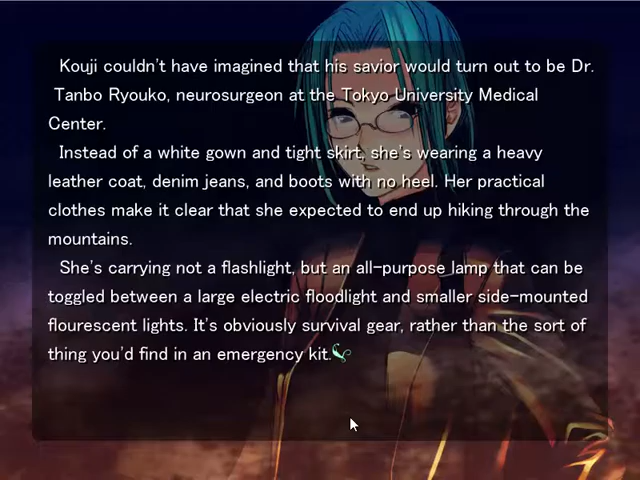 Kouji couldn't have imagined that his savior would turn out to be Dr.
Tanbo Ryouko, neurosurgeon at the Tokyo University Medical
Center.
Instead of a white gown and tight skirt, she's wearing a heavy
leather coat, denim jeans, and boots with no heel. Her practical
clothes make it clear that she expected to end up hiking through the
mountains.
She's carrying not a flashlight, but an all-purpose lamp that can be
toggled between a large electric floodlight and smaller side-mounted
flourescent lights. It's obviously survival gear, rather than the sort of
thing you'd find in an emergency kit.